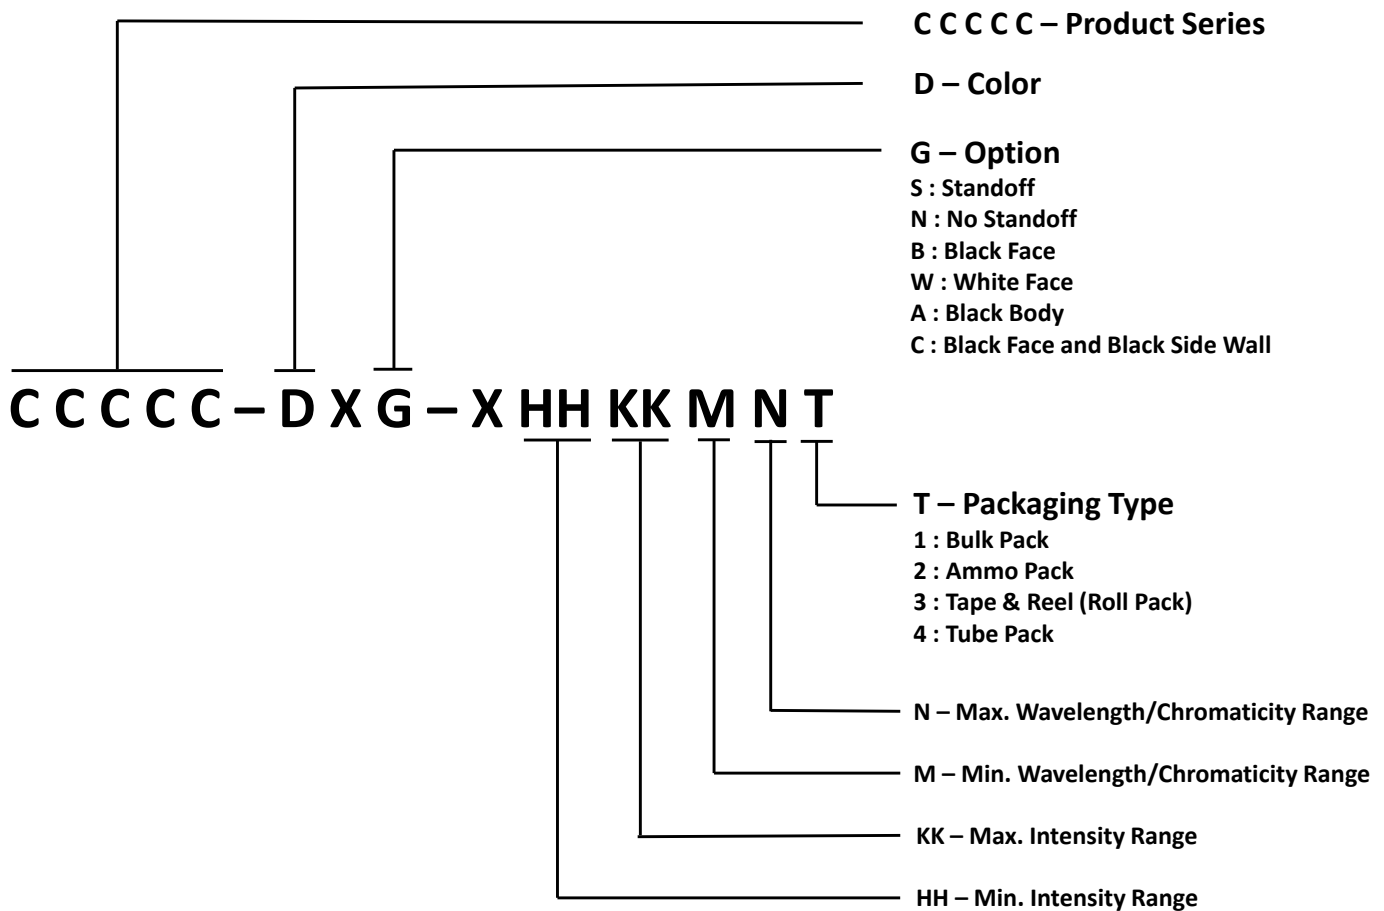 C C C C C – Product Series
D – Color
G – Option
S : Standoff
N : No Standoff
B : Black Face
W : White Face
A : Black Body
C : Black Face and Black Side Wall
C C C C C – D X G – X HH KK M N T
T – Packaging Type
1 : Bulk Pack
2 : Ammo Pack
3 : Tape & Reel (Roll Pack)
4 : Tube Pack
N – Max. Wavelength/Chromaticity Range
M – Min. Wavelength/Chromaticity Range
KK – Max. Intensity Range
HH – Min. Intensity Range